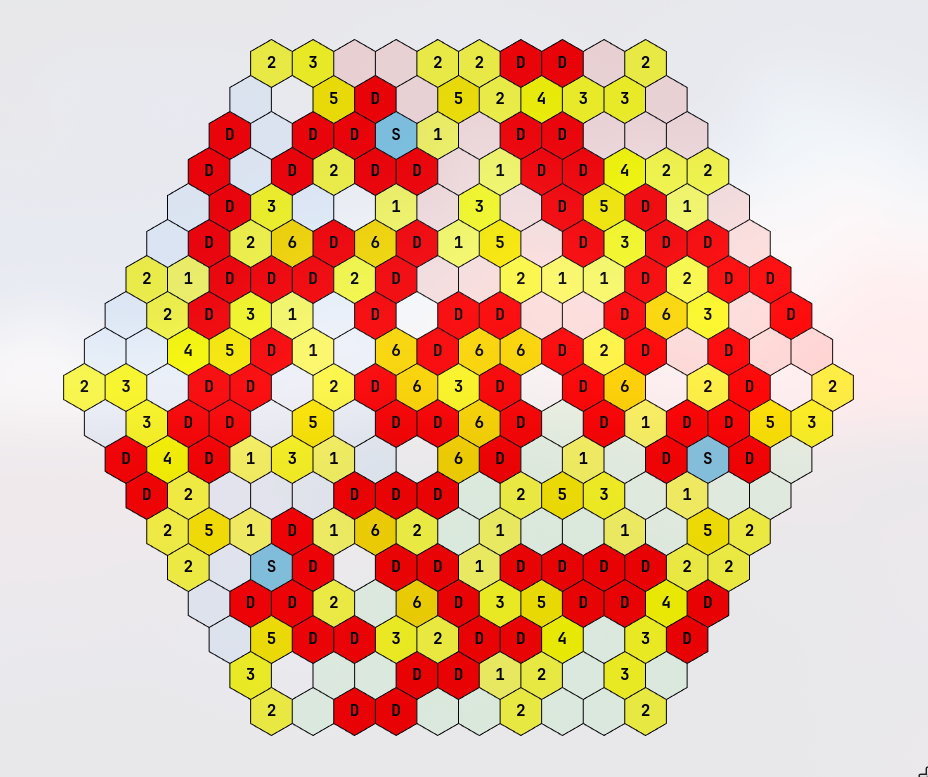 2 3 2 2 D D 2
5 D 5 2 4 3 3
D D D S 1 D D
D D 2 D D 1 D D 4 2 2
D 3 1 3 D 5 D 1
D 2 6 D 6 D 1 5 D 3 D D
2 1 D D D 2 D 2 1 1 D 2 D D
2 D 3 1 D D D D 6 3 D
4 5 D 1 6 D 6 6 D 2 D D
2 3 D D 2 D 6 3 D D 6 2 D 2
3 D D 5 D D 6 D D 1 D D 5 3
D 4 D 1 3 1 6 D 1 D S D
D 2 D D D 2 5 3 1
2 5 1 D 1 6 2 1 1 5 2
2 S D D D 1 D D D D 2 2
D D 2 6 D 3 5 D D 4 D
5 D D 3 2 D D 4 3 D
3 D D 1 2 3
2 D D 2 2